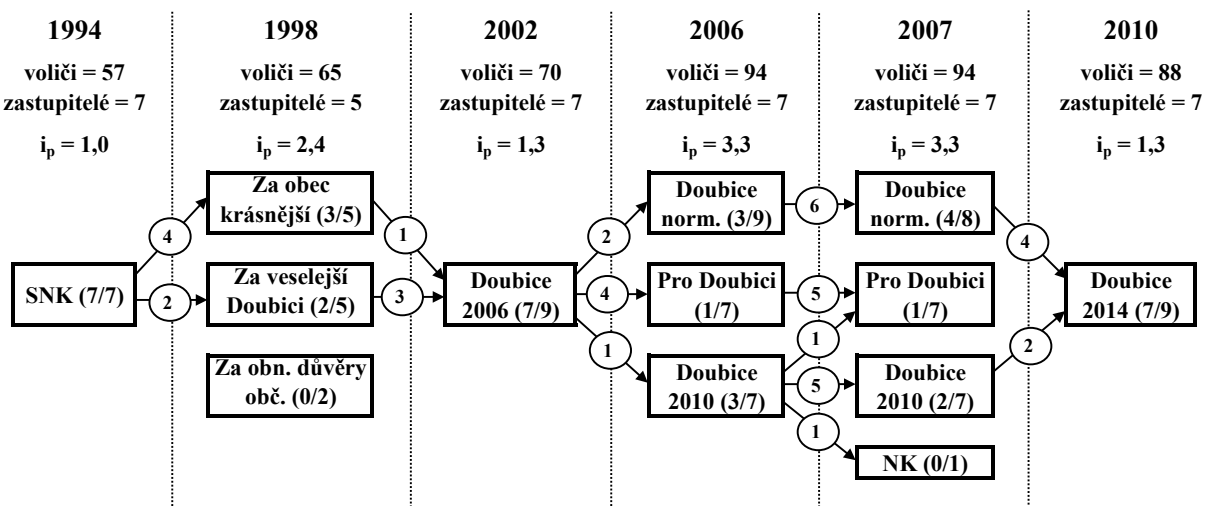 1994
voliči = 57
zastupitelé = 7
i_p = 1,0
1998
voliči = 65
zastupitelé = 5
i_p = 2,4
2002
voliči = 70
zastupitelé = 7
i_p = 1,3
2006
voliči = 94
zastupitelé = 7
i_p = 3,3
2007
voliči = 94
zastupitelé = 7
i_p = 3,3
2010
voliči = 88
zastupitelé = 7
i_p = 1,3
SNK (7/7)
4
2
Za obec
krásnější (3/5)
Za veselejší
Doubici (2/5)
Za obn. důvěry
obč. (0/2)
1
3
Doubice
2006 (7/9)
2
4
1
Doubice
norm. (3/9)
Pro Doubici
(1/7)
Doubice
2010 (3/7)
6
5
1
5
1
Doubice
norm. (4/8)
Pro Doubici
(1/7)
Doubice
2010 (2/7)
NK (0/1)
4
2
Doubice
2014 (7/9)